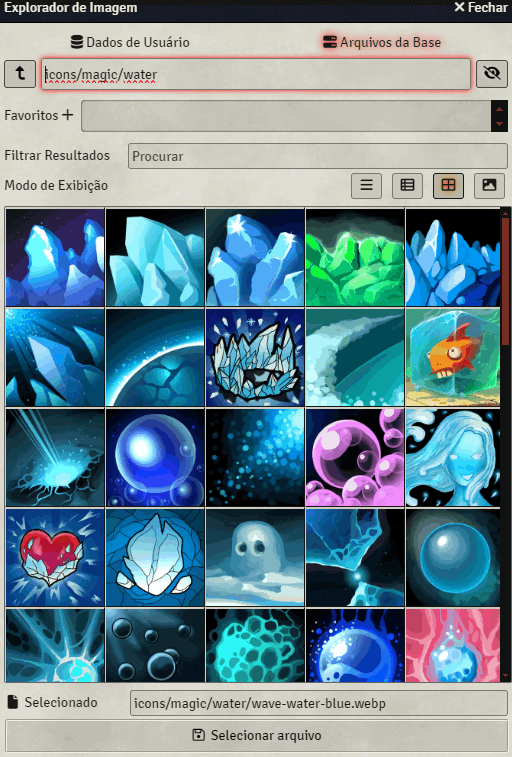 Explorador de Imagem
Fechar
Dados de Usuário
Arquivos da Base
icons/magic/water
Favoritos
Filtrar Resultados
Procurar
Modo de Exibição
Selecionado
icons/magic/water/wave-water-blue.webp
Selecionar arquivo